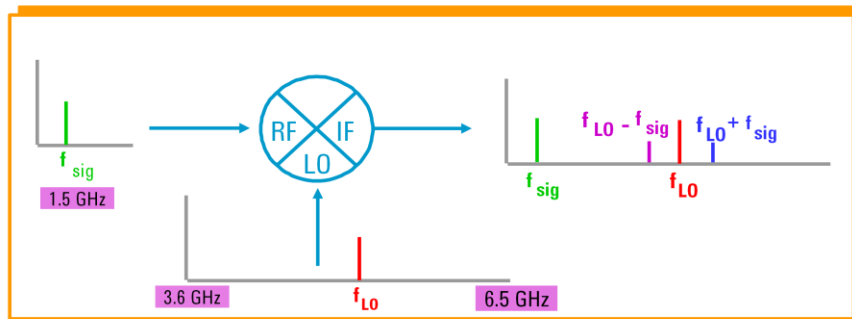 f sig
1.5 GHz
RF IF
LO
3.6 GHz
f LO
6.5 GHz
f LO - f sig
f LO + f sig
f sig
f LO